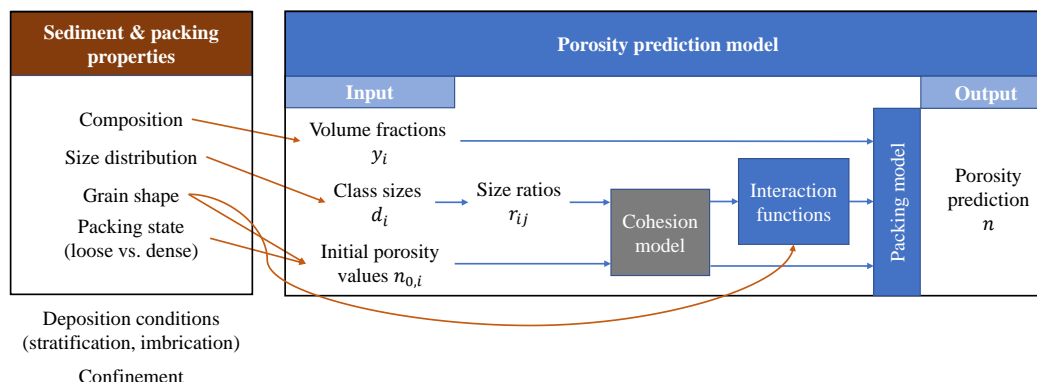 Sediment & packing
properties
Composition
Size distribution
Grain shape
Packing state
(loose vs. dense)
Deposition conditions
(stratification, imbrication)
Confinement
Porosity prediction model
Input
Output
Volume fractions
y_i
Class sizes
d_i
Size ratios
r_ij
Initial porosity
values n_0,i
Cohesion
model
Interaction
functions
Packing model
Porosity
prediction
n